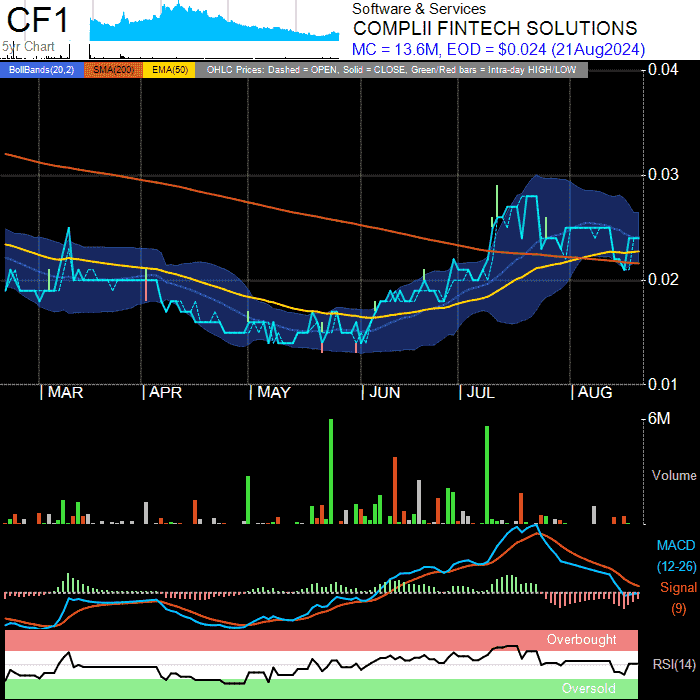 CF1
5yr Chart
Software & Services
COMPLII FINTECH SOLUTIONS
MC = 13.6M, EOD = $0.024 (21Aug2024)
BollBands(20,2) SMA(200) EMA(50) OHLC Prices: Dashed = OPEN, Solid = CLOSE, Green/Red bars = Intra-day HIGH/LOW
0.04
0.03
0.02
0.01
| MAR | APR | MAY | JUN | JUL | AUG
6M
Volume
MACD
(12-26)
Signal
(9)
Overbought
RSI(14)
Oversold